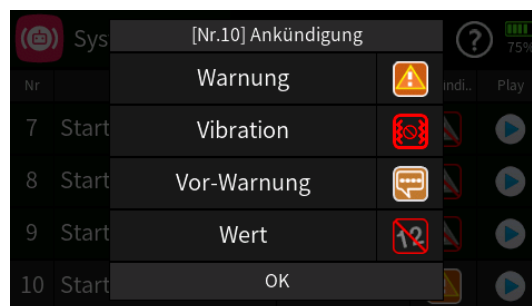 Sys
[Nr.10] Ankündigung
?
75%
Nr
Warnung
ndi..
Play
7
Start
Vibration
8
Start
Vor-Warnung
9
Start
Wert
12
10
Start
OK